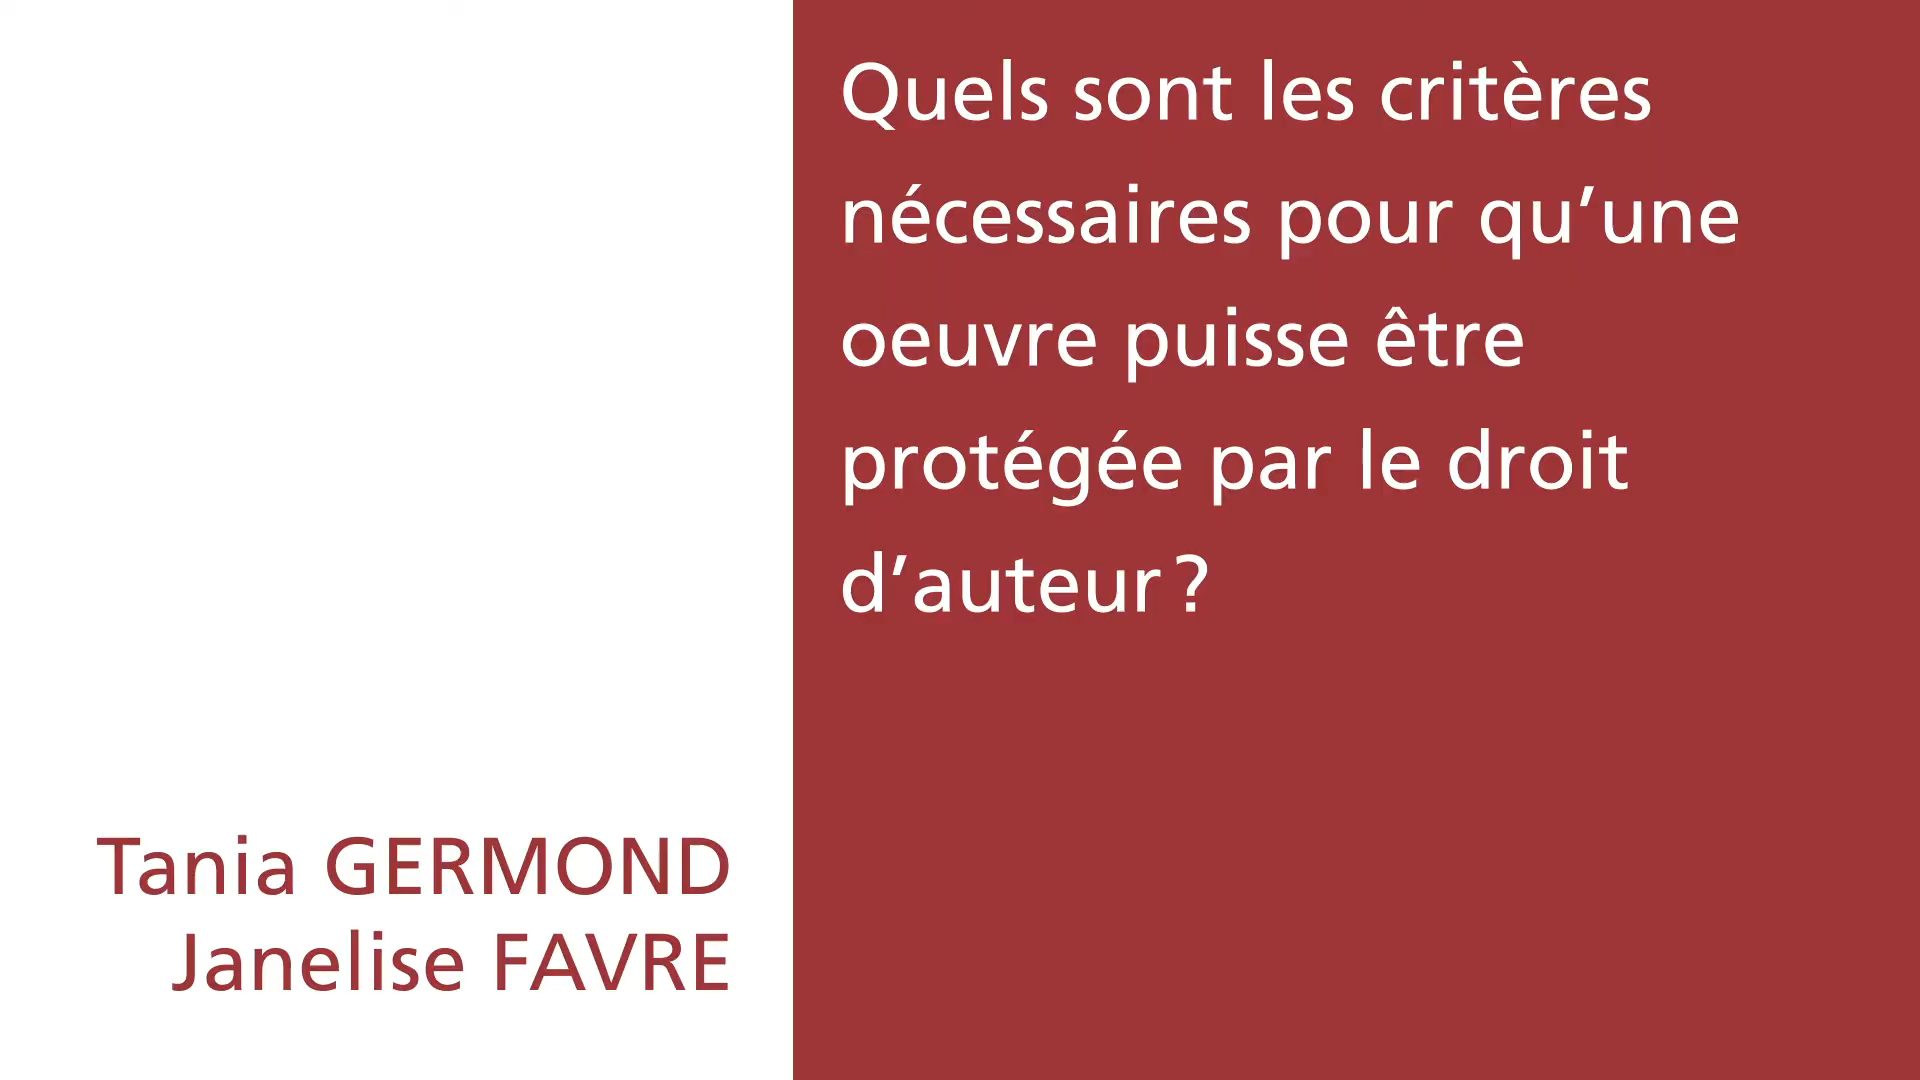 Quels sont les critères
nécessaires pour qu’une
oeuvre puisse être
protégée par le droit
d’auteur ?
Tania GERMOND
Janelise FAVRE